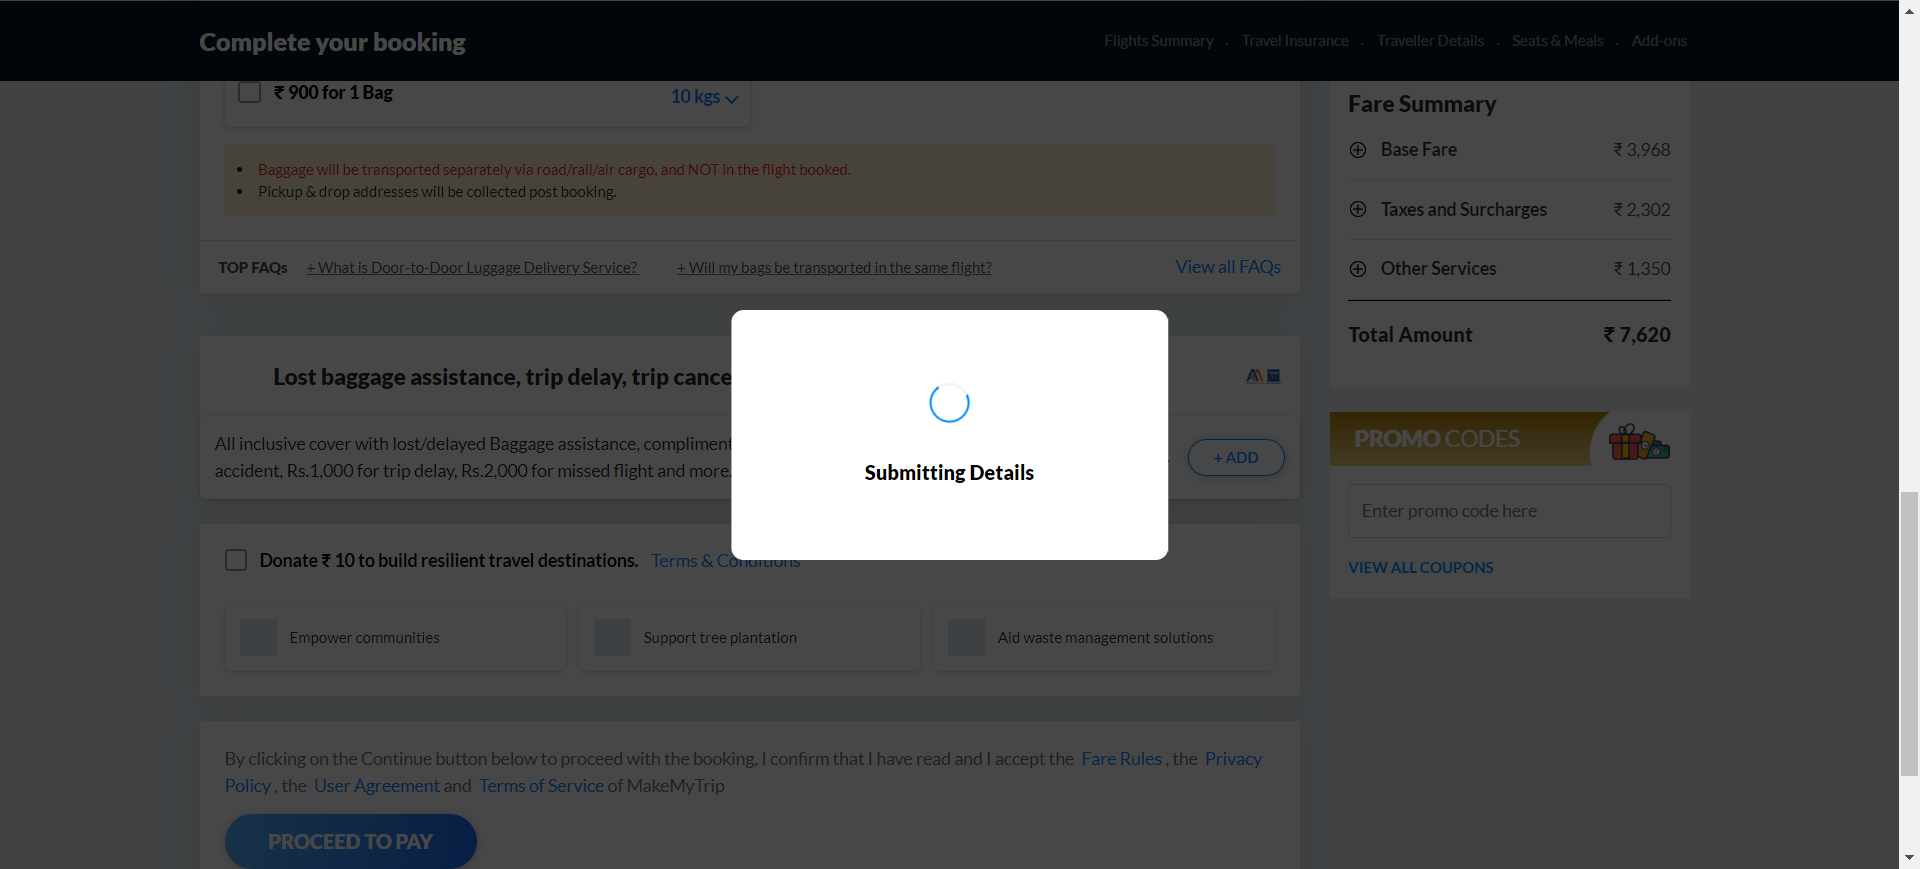 Complete your booking
Flights Summary . Travel Insurance . Traveller Details . Seats & Meals . Add-ons
₹ 900 for 1 Bag
10 kgs
Baggage will be transported separately via road/rail/air cargo, and NOT in the flight booked.
Pickup & drop addresses will be collected post booking.
TOP FAQs + What is Door-to-Door Luggage Delivery Service? + Will my bags be transported in the same flight? View all FAQs
Lost baggage assistance, trip delay, trip cance
All inclusive cover with lost/delayed Baggage assistance, compliment
accident, Rs.1,000 for trip delay, Rs.2,000 for missed flight and more.
+ ADD
Submitting Details
Donate ₹ 10 to build resilient travel destinations. Terms & Conditions
Empower communities
Support tree plantation
Aid waste management solutions
By clicking on the Continue button below to proceed with the booking, I confirm that I have read and I accept the Fare Rules , the Privacy
Policy , the User Agreement and Terms of Service of MakeMyTrip
PROCEED TO PAY
Fare Summary
Base Fare ₹ 3,968
Taxes and Surcharges ₹ 2,302
Other Services ₹ 1,350
Total Amount ₹ 7,620
PROMO CODES
Enter promo code here
VIEW ALL COUPONS